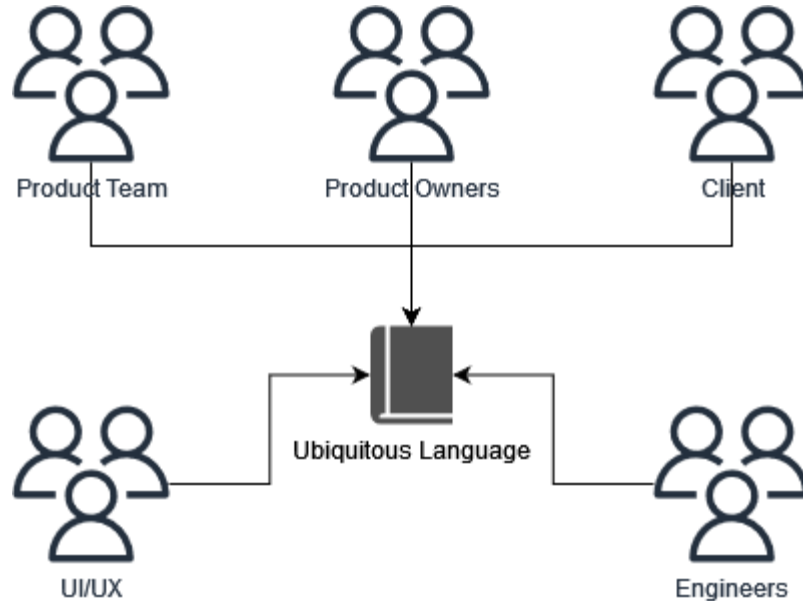 Product Team
Product Owners
Client
Ubiquitous Language
UI/UX
Engineers